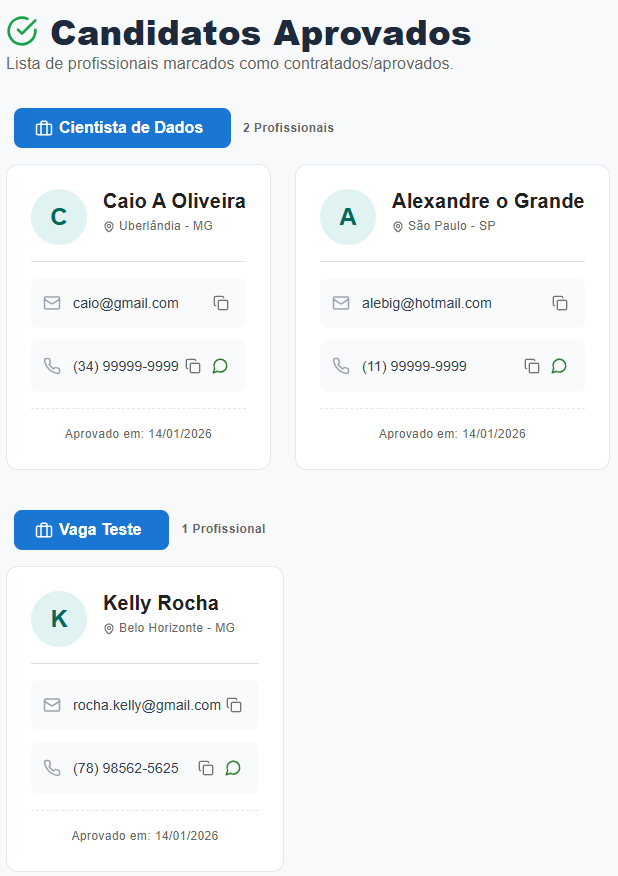 Candidatos Aprovados
Lista de profissionais marcados como contratados/aprovados.
Cientista de Dados
2 Profissionais
C
Caio A Oliveira
Uberlândia - MG
caio@gmail.com
(34) 99999-9999
Aprovado em: 14/01/2026
A
Alexandre o Grande
São Paulo - SP
alebig@hotmail.com
(11) 99999-9999
Aprovado em: 14/01/2026
Vaga Teste
1 Profissional
K
Kelly Rocha
Belo Horizonte - MG
rocha.kelly@gmail.com
(78) 98562-5625
Aprovado em: 14/01/2026